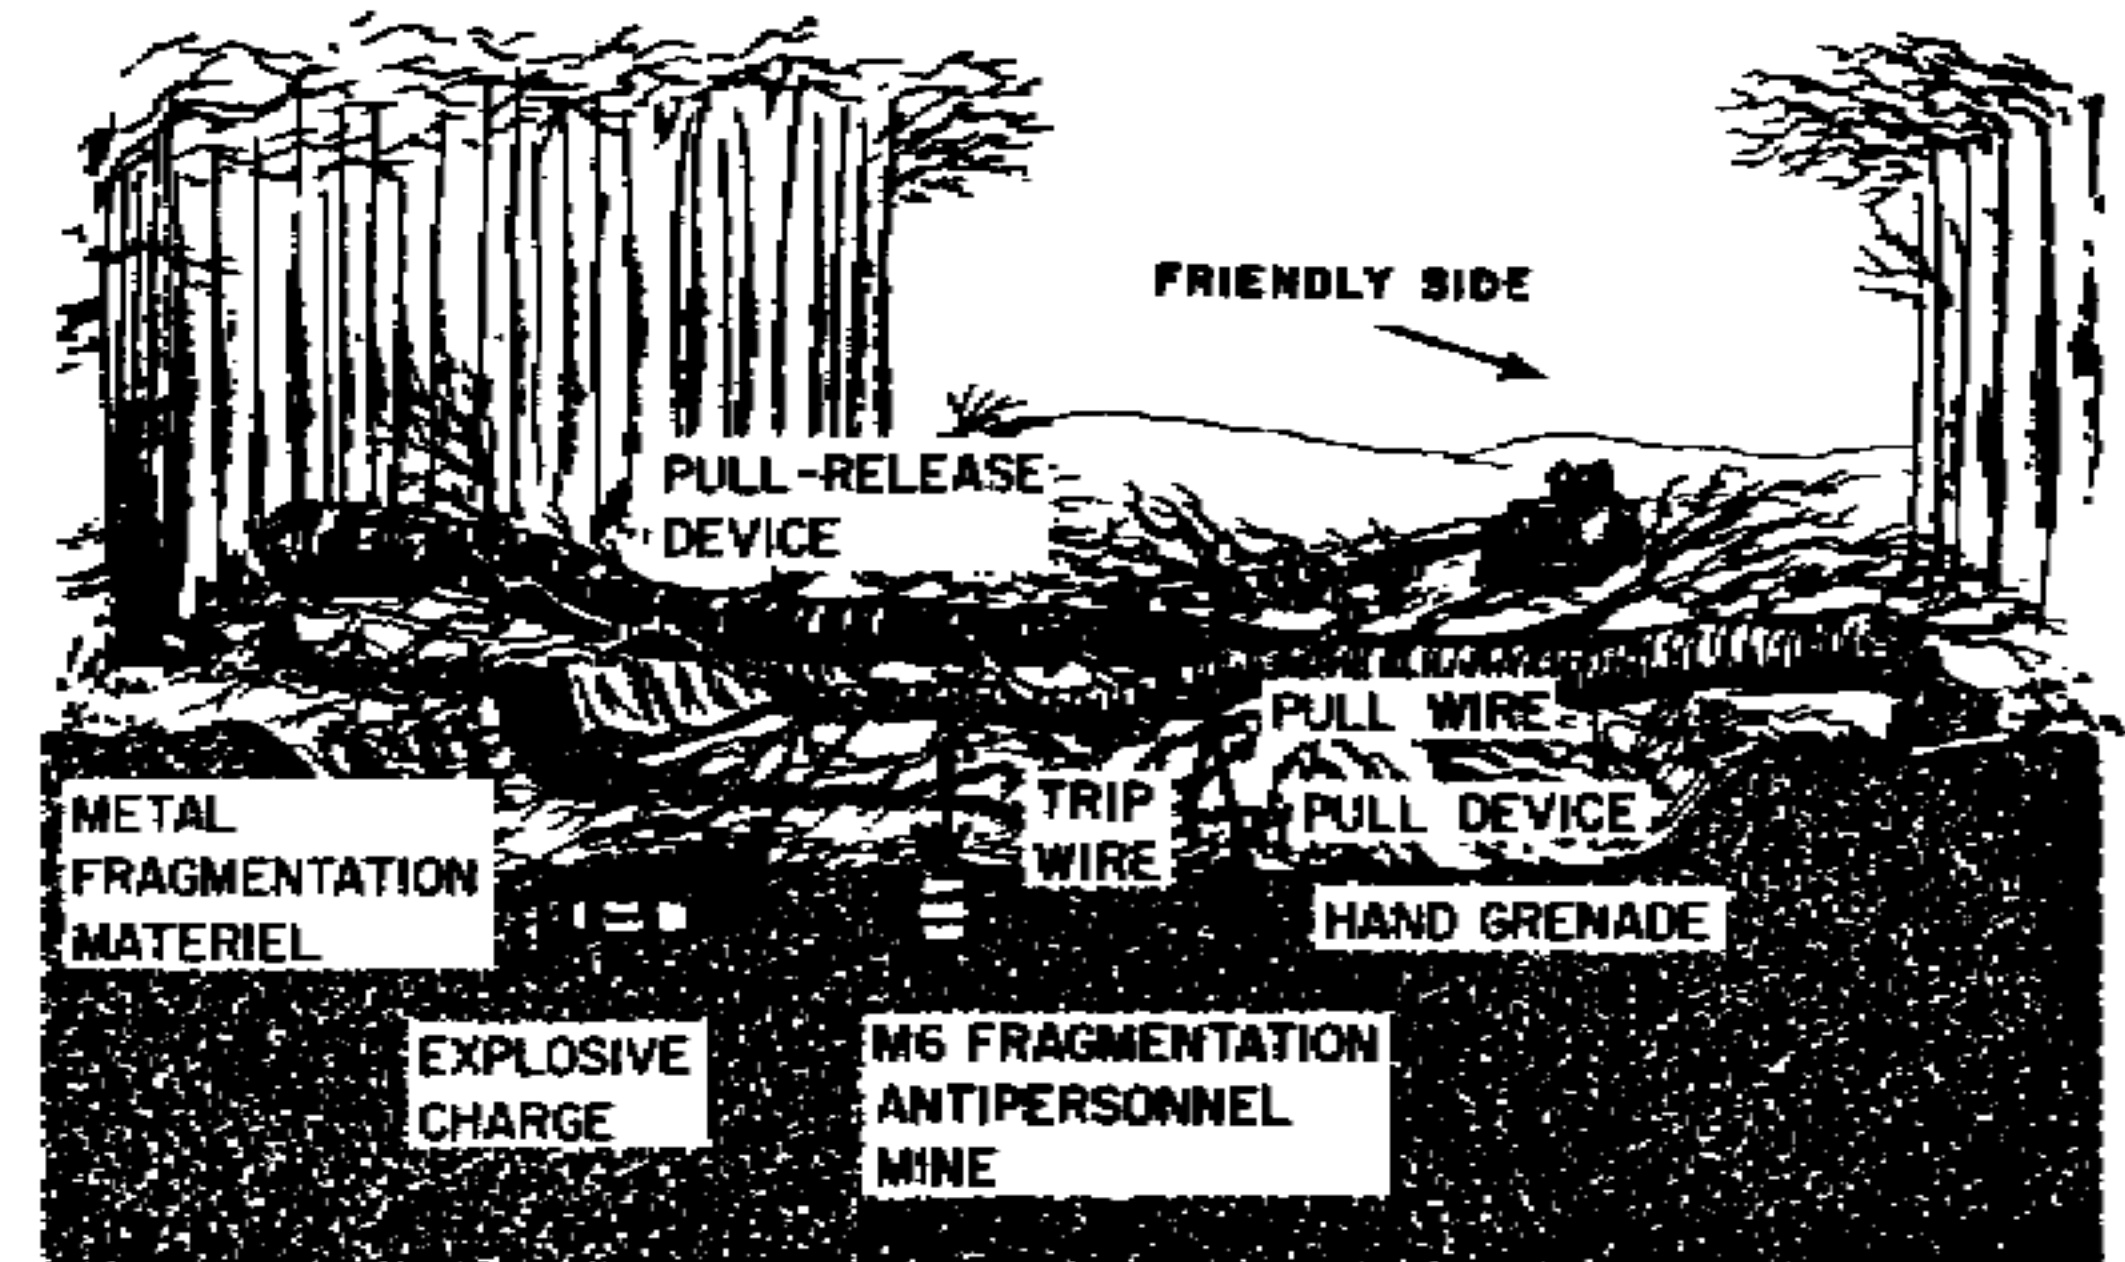 FRIENDLY SIDE
PULL-RELEASE
DEVICE
PULL WIRE
TRIP
WIRE
PULL DEVICE
METAL
FRAGMENTATION
MATERIEL
HAND GRENADE
EXPLOSIVE
CHARGE
M6 FRAGMENTATION
ANTIPERSONNEL
MINE